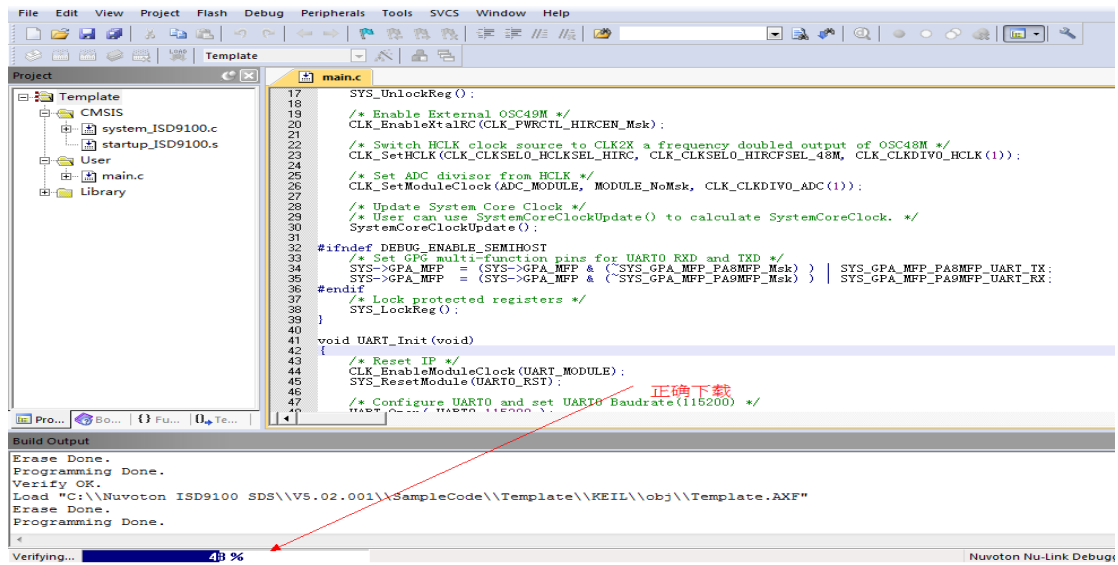 File Edit View Project Flash Debug Peripherals Tools SVCS Window Help
LOAD Template
Project
main.c
Template
CMSIS
system_ISD9100.c
startup_ISD9100.s
User
main.c
Library
17 SYS_UnlockReg();
18
19 /* Enable External OSC49M */
20 CLK_EnableXtalRC(CLK_PWRCTL_HIRCEN_Msk);
21
22 /* Switch HCLK clock source to CLK2X a frequency doubled output of OSC48M */
23 CLK_SetHCLK(CLK_CLKSEL0_HCLKSEL_HIRC, CLK_CLKSEL0_HIRCFSEL_48M, CLK_CLKDIV0_HCLK(1));
24
25 /* Set ADC divisor from HCLK */
26 CLK_SetModuleClock(ADC_MODULE, MODULE_NoMsk, CLK_CLKDIV0_ADC(1));
27
28 /* Update System Core Clock */
29 /* User can use SystemCoreClockUpdate() to calculate SystemCoreClock. */
30 SystemCoreClockUpdate();
31
32 #ifndef DEBUG_ENABLE_SEMIHOST
33 /* Set GPG multi-function pins for UART0 RXD and TXD */
34 SYS->GPA_MFP = (SYS->GPA_MFP & (~SYS_GPA_MFP_PA8MFP_Msk) ) | SYS_GPA_MFP_PA8MFP_UART_TX;
35 SYS->GPA_MFP = (SYS->GPA_MFP & (~SYS_GPA_MFP_PA9MFP_Msk) ) | SYS_GPA_MFP_PA9MFP_UART_RX;
36 #endif
37 /* Lock protected registers */
38 SYS_LockReg();
39 }
40
41 void UART_Init(void)
42 {
43 /* Reset IP */
44 CLK_EnableModuleClock(UART_MODULE);
45 SYS_ResetModule(UART0_RST);
46
正确下载
47 /* Configure UART0 and set UART0 Baudrate(115200) */
Pro... Bo... {} Fu... 0 Te...
Build Output
Erase Done.
Programming Done.
Verify OK.
Load "C:\\Nuvoton ISD9100 SDS\\V5.02.001\\SampleCode\\Template\\KEIL\\obj\\Template.AXF"
Erase Done.
Programming Done.
Verifying... 48 % Nuvoton Nu-Link Debugg